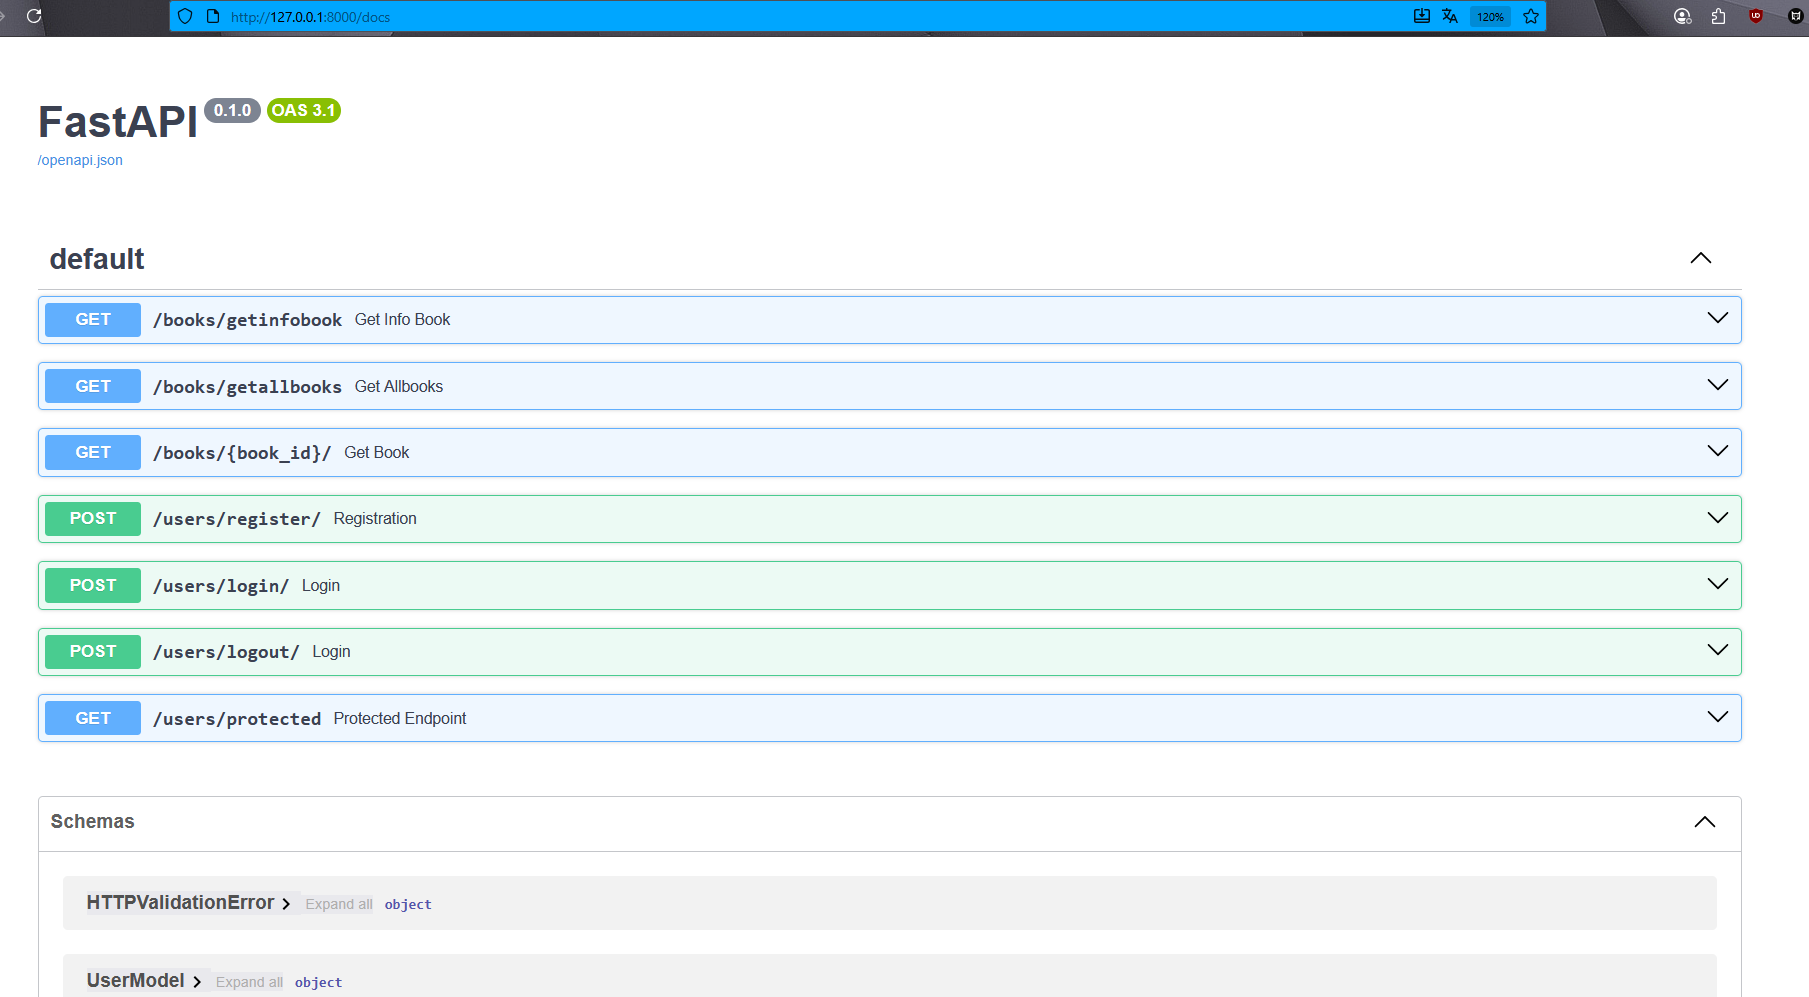 http://127.0.0.1:8000/docs 120%
FastAPI 0.1.0 OAS 3.1
/openapi.json
default
GET /books/getinfobook Get Info Book
GET /books/getallbooks Get Allbooks
GET /books/{book_id}/ Get Book
POST /users/register/ Registration
POST /users/login/ Login
POST /users/logout/ Login
GET /users/protected Protected Endpoint
Schemas
HTTPValidationError Expand all object
UserModel Expand all object